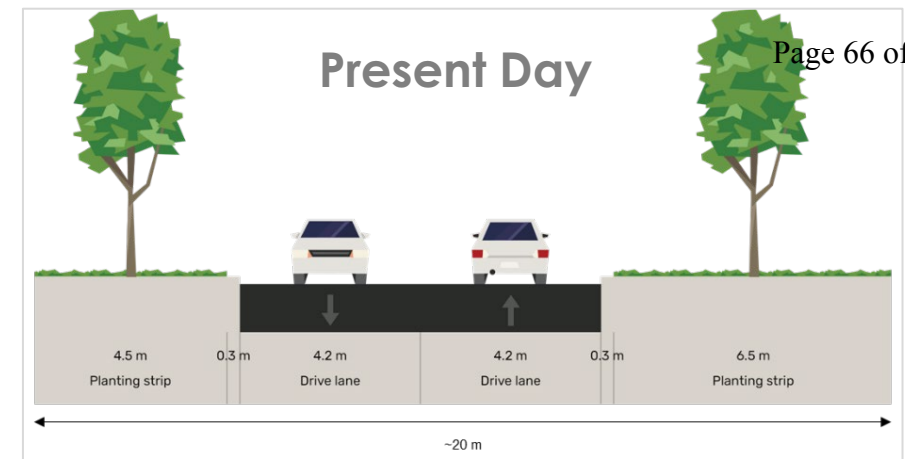 Present Day
Page 66 of
4.5 m
0.3 m
4.2 m
4.2 m
0.3 m
6.5 m
Planting strip
Drive lane
Drive lane
Planting strip
~20 m